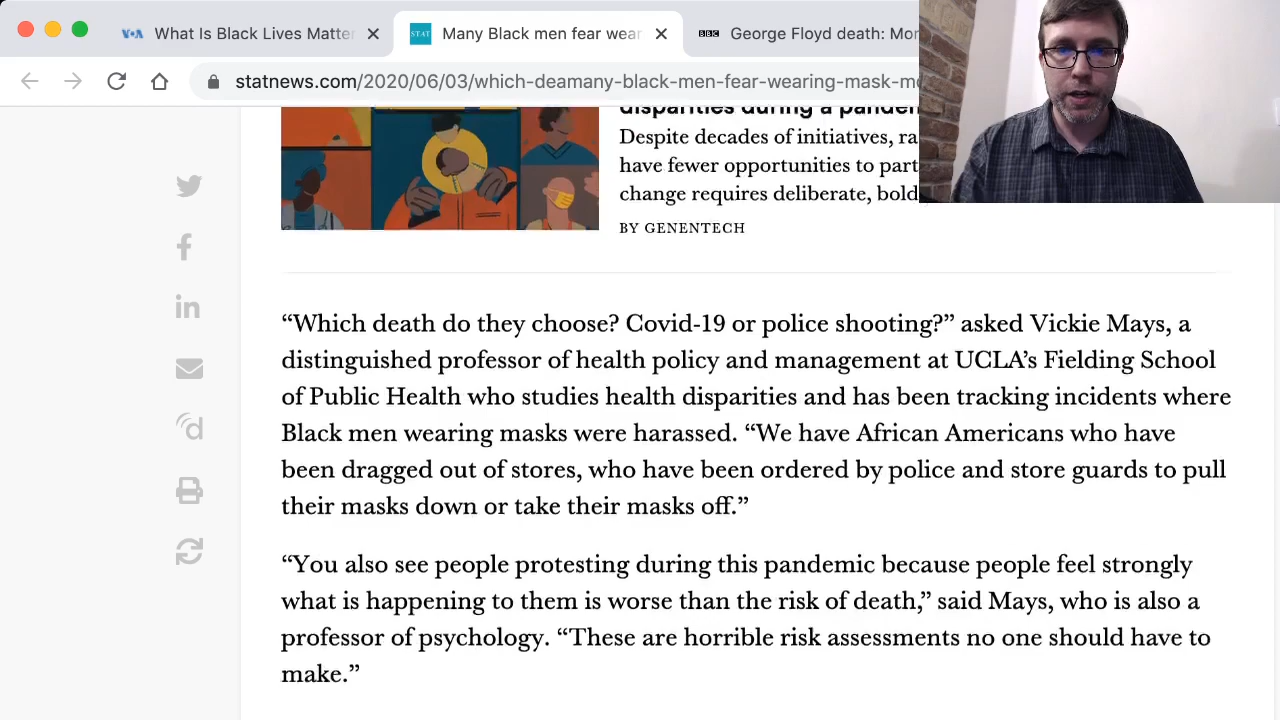 VOA What Is Black Lives Matter
STAT Many Black men fear wear
BBC George Floyd death: Mor
statnews.com/2020/06/03/which-deamany-black-men-fear-wearing-mask-m
disparities during a pandem
Despite decades of initiatives, ra
have fewer opportunities to part
change requires deliberate, bold,
BY GENENTECH
“Which death do they choose? Covid-19 or police shooting?” asked Vickie Mays, a
distinguished professor of health policy and management at UCLA’s Fielding School
of Public Health who studies health disparities and has been tracking incidents where
Black men wearing masks were harassed. “We have African Americans who have
been dragged out of stores, who have been ordered by police and store guards to pull
their masks down or take their masks off.”
“You also see people protesting during this pandemic because people feel strongly
what is happening to them is worse than the risk of death,” said Mays, who is also a
professor of psychology. “These are horrible risk assessments no one should have to
make.”